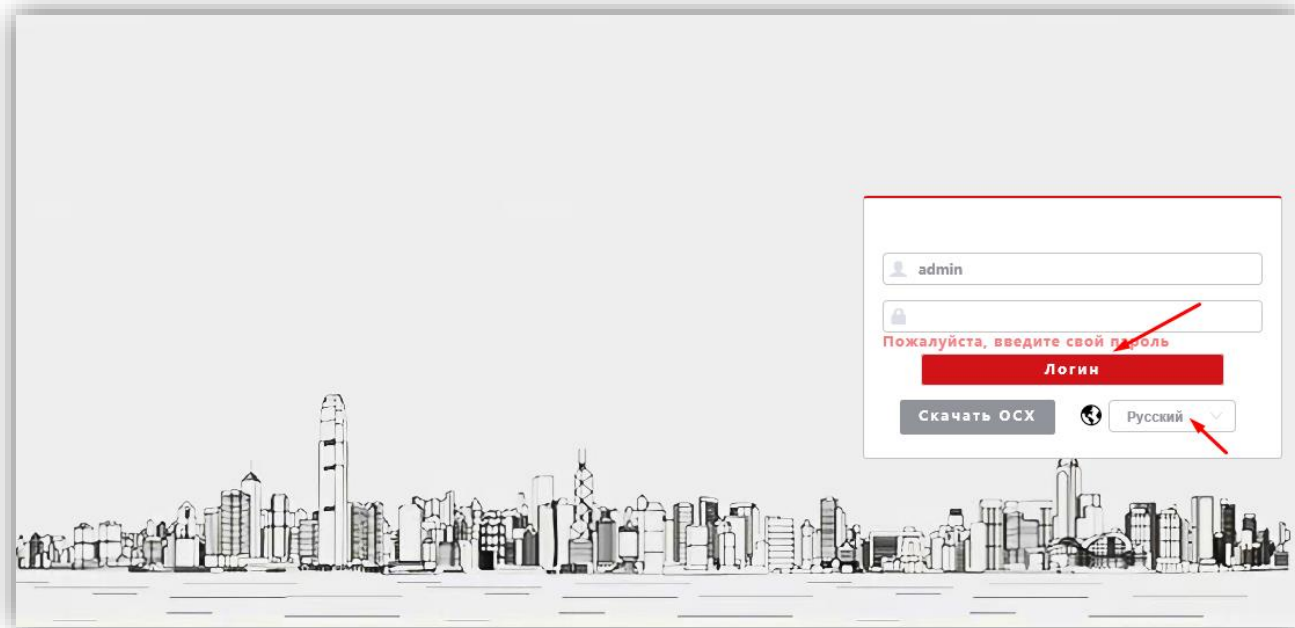 admin
Пожалуйста, введите свой пароль
Логин
Скачать OCX
Русский